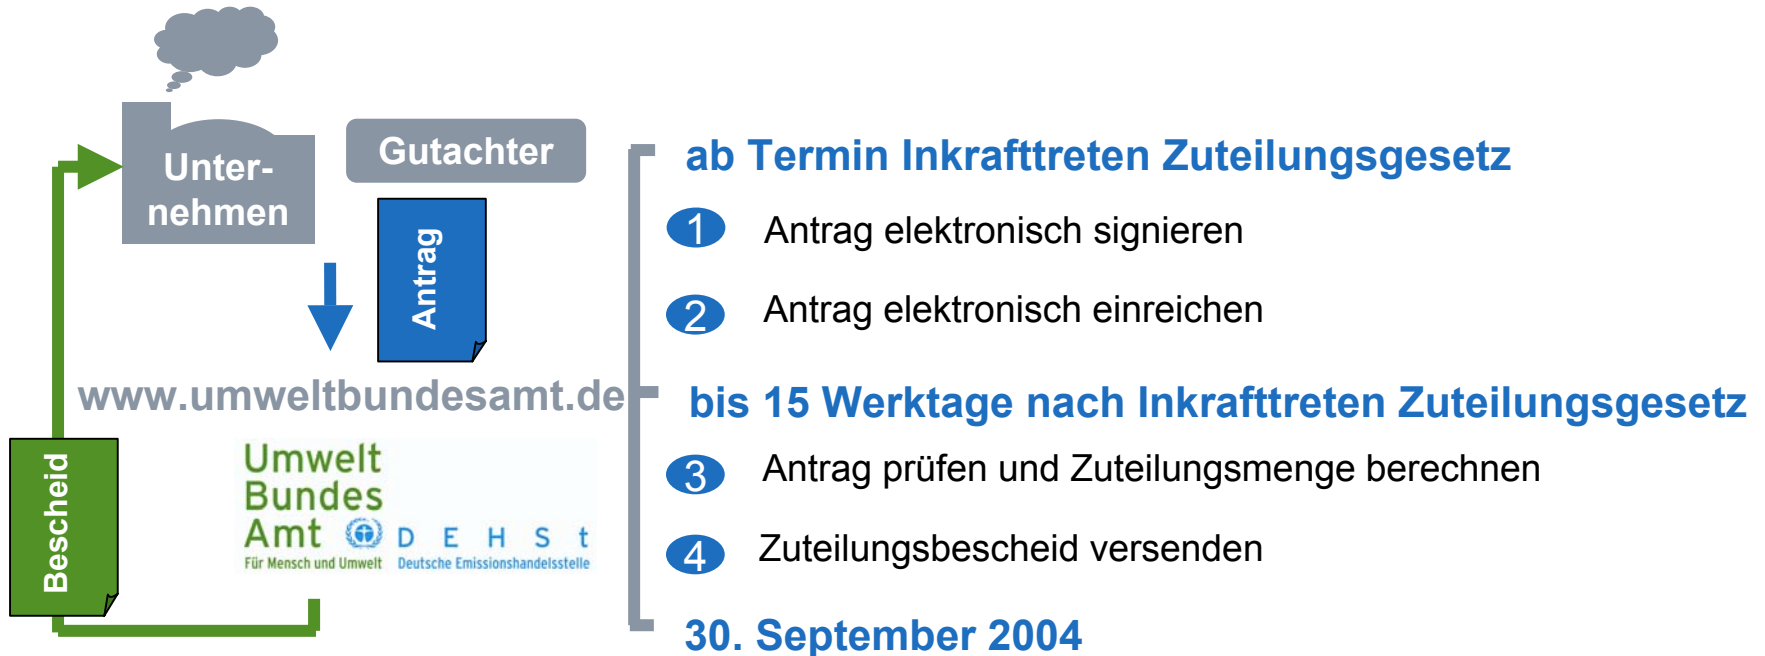 Unter-
nehmen
Gutachter
Antrag
www.umweltbundesamt.de
Bescheid
Umwelt
Bundes
Amt
Für Mensch und Umwelt
DEHSt
Deutsche Emissionshandelsstelle
ab Termin Inkrafttreten Zuteilungsgesetz
1 Antrag elektronisch signieren
2 Antrag elektronisch einreichen
bis 15 Werktage nach Inkrafttreten Zuteilungsgesetz
3 Antrag prüfen und Zuteilungsmenge berechnen
4 Zuteilungsbescheid versenden
30. September 2004